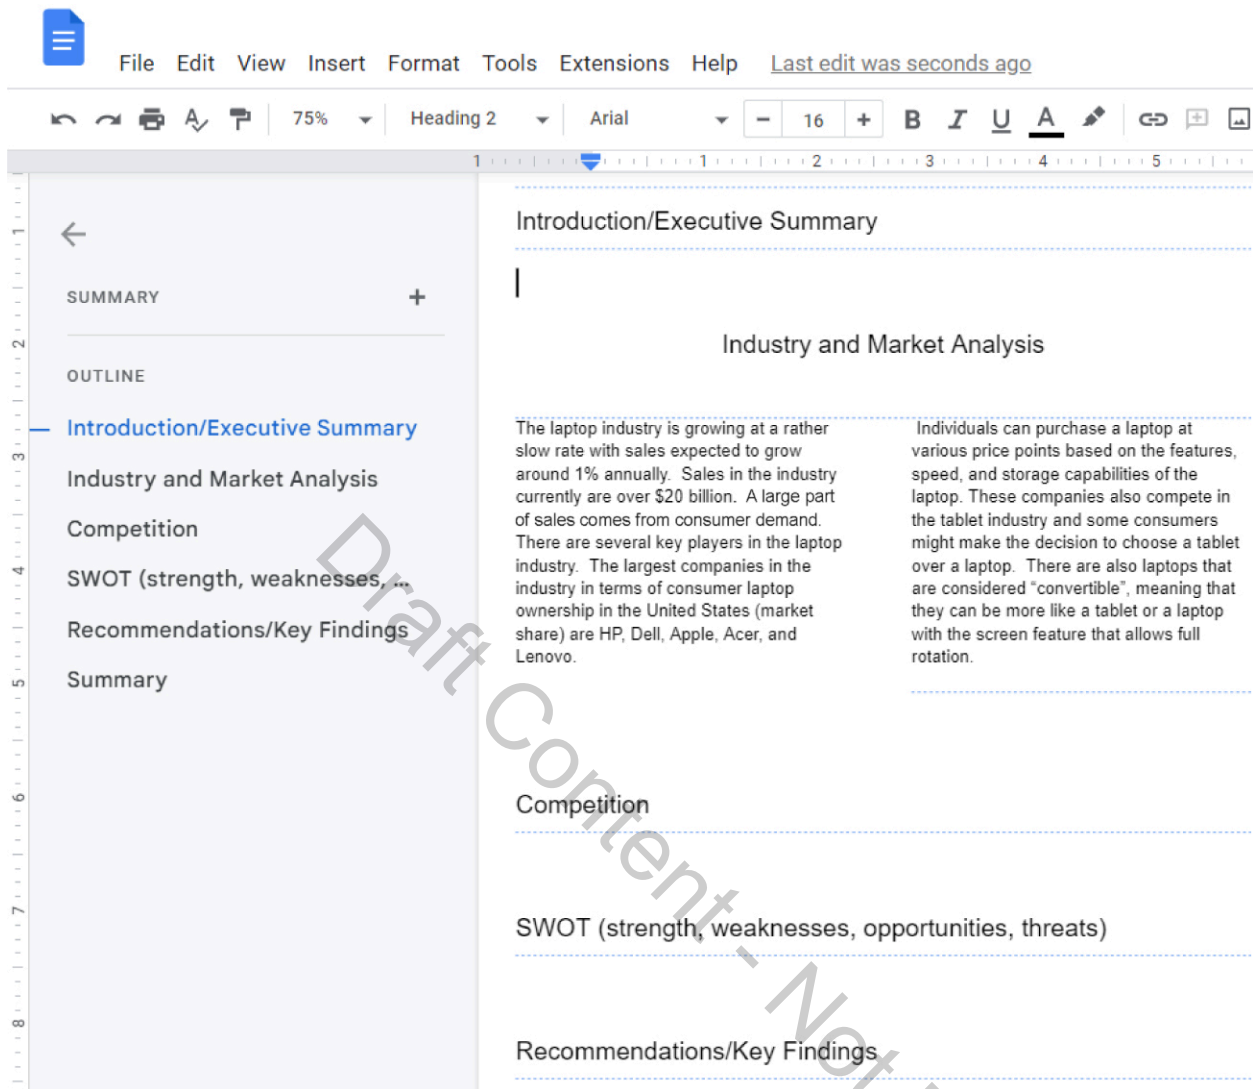 File Edit View Insert Format Tools Extensions Help Last edit was seconds ago
75% Heading 2 Arial − 16 + B I U A
1 1 2 3 4 5
SUMMARY +
OUTLINE
Introduction/Executive Summary
Industry and Market Analysis
Competition
SWOT (strength, weaknesses, ...
Recommendations/Key Findings
Summary
1
2
3
4
5
6
7
8
Introduction/Executive Summary
Industry and Market Analysis
The laptop industry is growing at a rather
slow rate with sales expected to grow
around 1% annually.  Sales in the industry
currently are over $20 billion.  A large part
of sales comes from consumer demand.
There are several key players in the laptop
industry.  The largest companies in the
industry in terms of consumer laptop
ownership in the United States (market
share) are HP, Dell, Apple, Acer, and
Lenovo.
Individuals can purchase a laptop at
various price points based on the features,
speed, and storage capabilities of the
laptop. These companies also compete in
the tablet industry and some consumers
might make the decision to choose a tablet
over a laptop.  There are also laptops that
are considered “convertible”, meaning that
they can be more like a tablet or a laptop
with the screen feature that allows full
rotation.
Competition
SWOT (strength, weaknesses, opportunities, threats)
Recommendations/Key Findings
Draft Content - Not